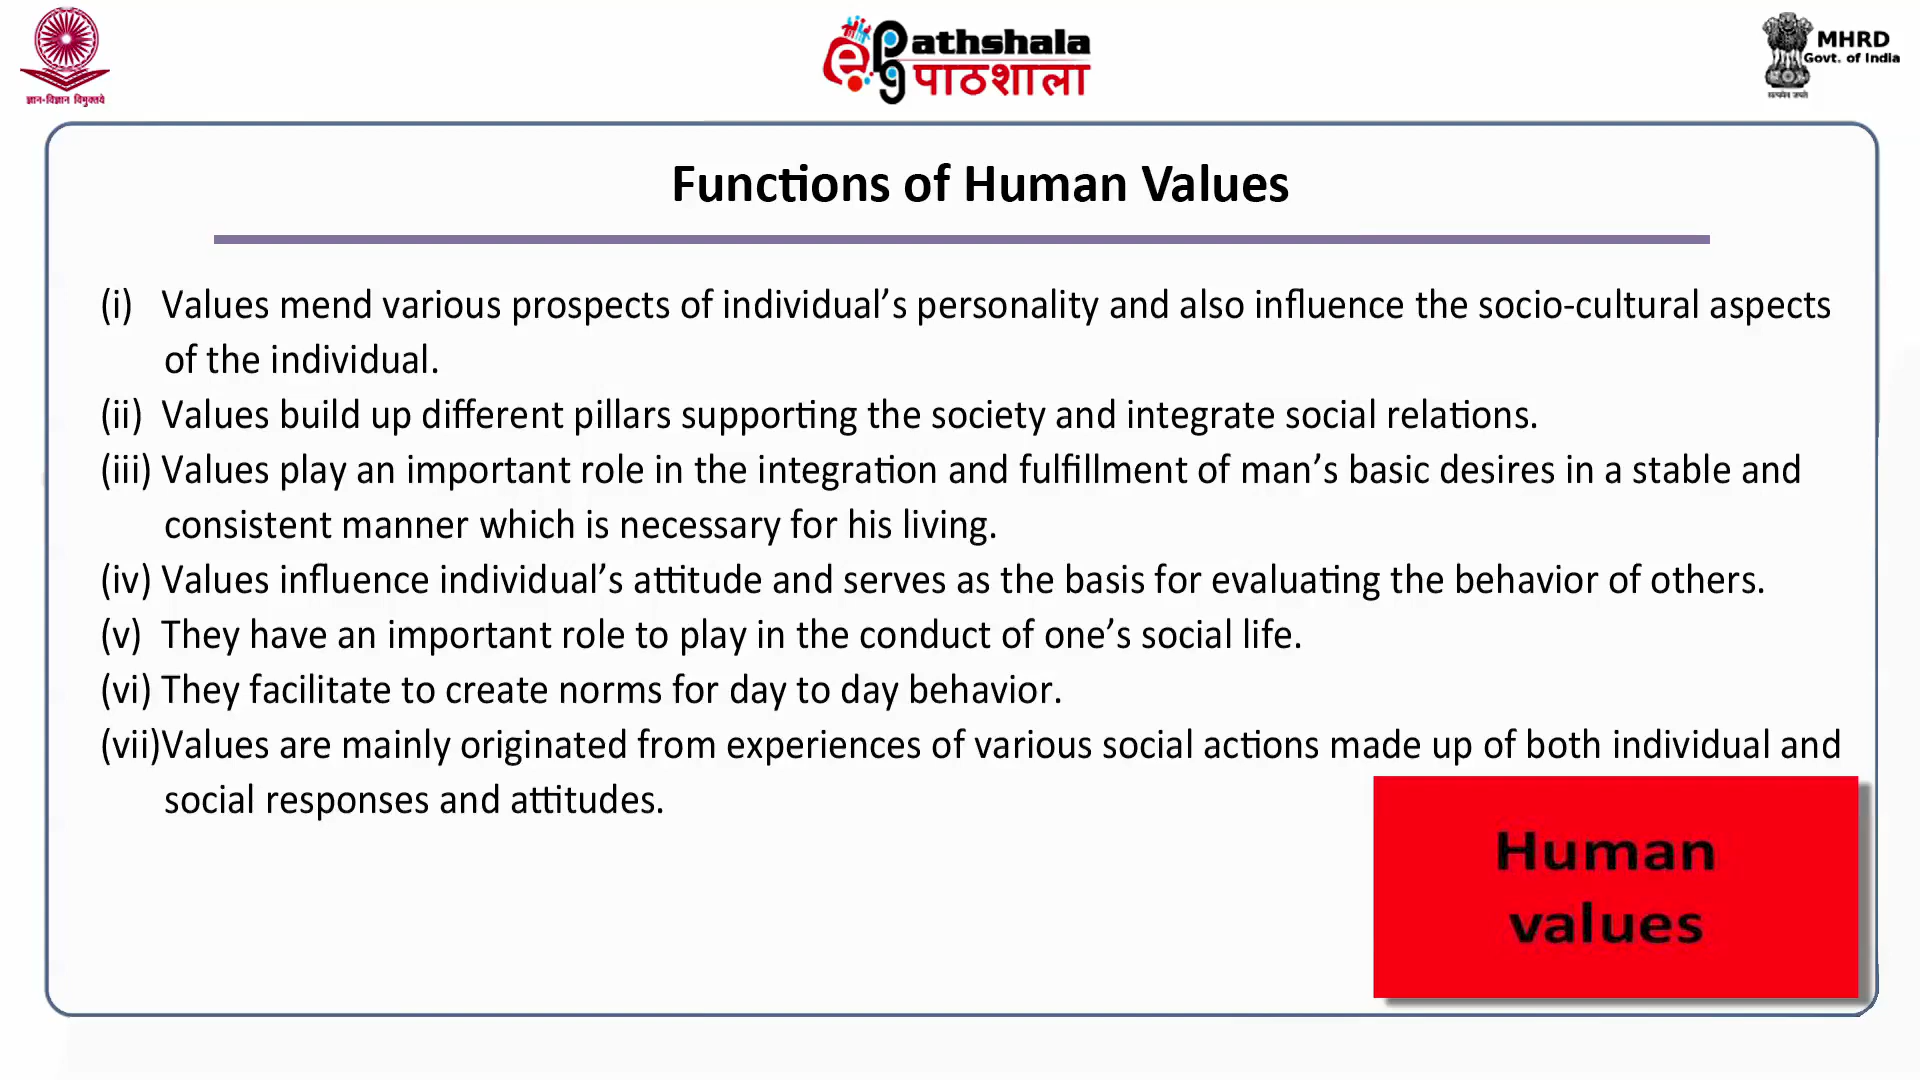 ज्ञान-विज्ञान विमुक्तये
e pg athshala
पाठशाला
MHRD
Govt. of India
सत्यमेव जयते
Functions of Human Values
(i) Values mend various prospects of individual’s personality and also influence the socio-cultural aspects
of the individual.
(ii) Values build up different pillars supporting the society and integrate social relations.
(iii) Values play an important role in the integration and fulfillment of man’s basic desires in a stable and
consistent manner which is necessary for his living.
(iv) Values influence individual’s attitude and serves as the basis for evaluating the behavior of others.
(v) They have an important role to play in the conduct of one’s social life.
(vi) They facilitate to create norms for day to day behavior.
(vii)Values are mainly originated from experiences of various social actions made up of both individual and
social responses and attitudes.
Human
values